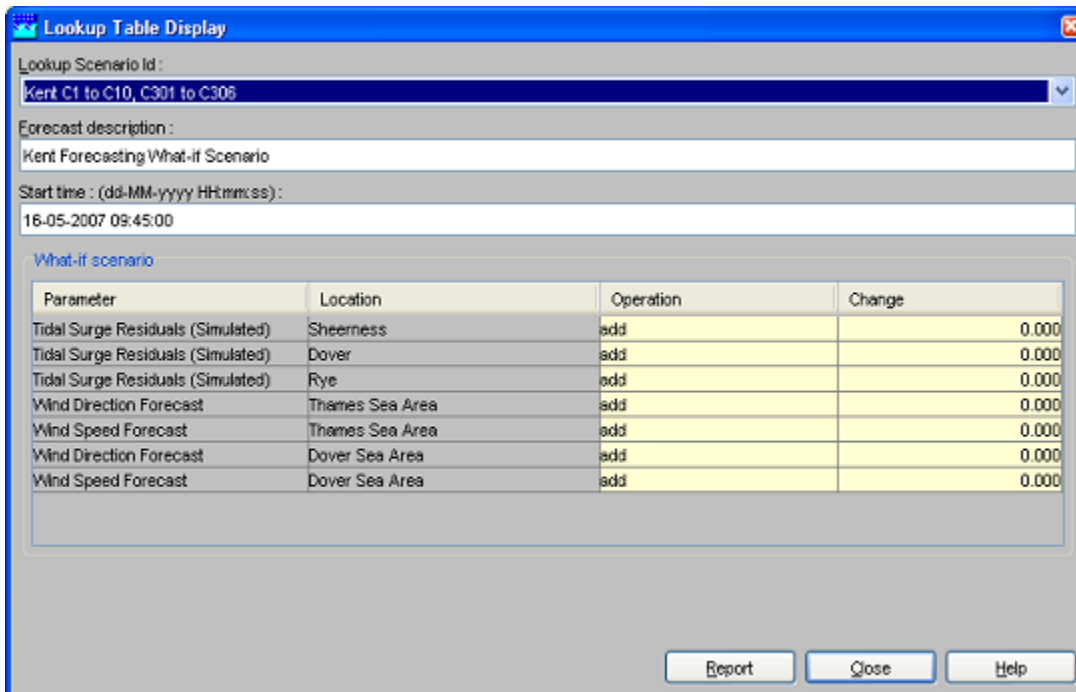 Lookup Table Display
Lookup Scenario Id :
Kent C1 to C10, C301 to C306
Forecast description :
Kent Forecasting What-if Scenario
Start time : (dd-MM-yyyy HH:mm:ss) :
16-05-2007 09:45:00
What-if scenario
Parameter Location Operation Change
Tidal Surge Residuals (Simulated) Sheerness add 0.000
Tidal Surge Residuals (Simulated) Dover add 0.000
Tidal Surge Residuals (Simulated) Rye add 0.000
Wind Direction Forecast Thames Sea Area add 0.000
Wind Speed Forecast Thames Sea Area add 0.000
Wind Direction Forecast Dover Sea Area add 0.000
Wind Speed Forecast Dover Sea Area add 0.000
Report Close Help